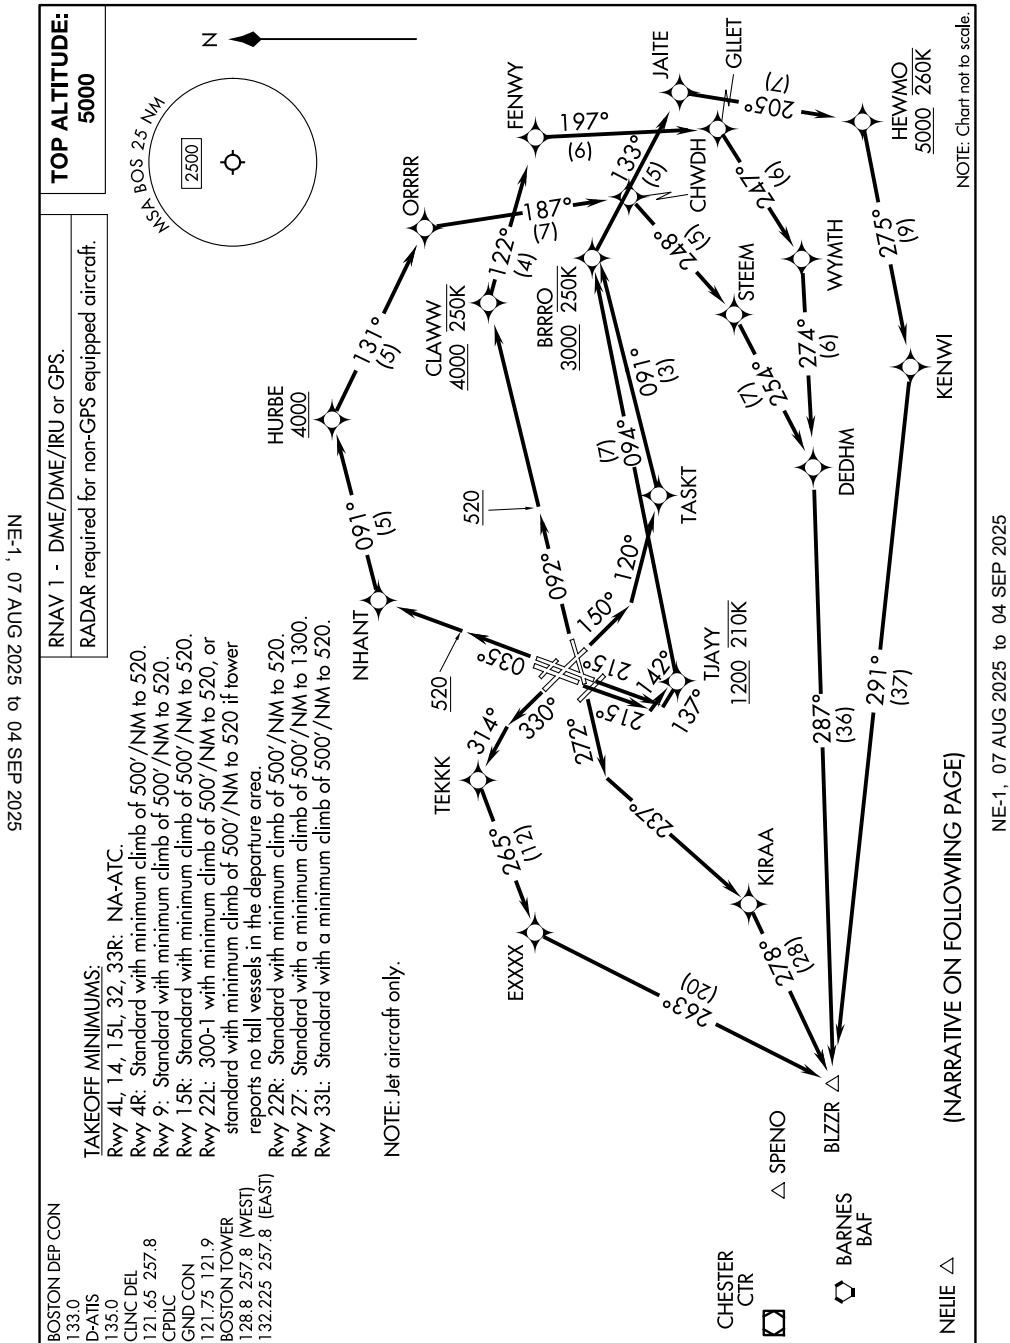 BOSTON DEP CON
133.0
D-ATIS
135.0
CLNC DEL
121.65 257.8
CPDLC
GND CON
121.75 121.9
BOSTON TOWER
128.8 257.8 (WEST)
132.225 257.8 (EAST)
TAKEOFF MINIMUMS:
Rwy 4L, 14, 15L, 32, 33R: NA-ATC.
Rwy 4R: Standard with minimum climb of 500'/NM to 520.
Rwy 9: Standard with minimum climb of 500'/NM to 520.
Rwy 15R: Standard with minimum climb of 500'/NM to 520.
Rwy 22L: 300-1 with minimum climb of 500'/NM to 520, or
standard with minimum climb of 500'/NM to 520 if tower
reports no tall vessels in the departure area.
Rwy 22R: Standard with minimum climb of 500'/NM to 520.
Rwy 27: Standard with a minimum climb of 500'/NM to 1300.
Rwy 33L: Standard with a minimum climb of 500'/NM to 520.
NOTE: Jet aircraft only.
RNAV 1 - DME/DME/IRU or GPS.
RADAR required for non-GPS equipped aircraft.
TOP ALTITUDE:
5000
MSA BOS 25 NM
2500
N
HURBE
4000
131°
(5)
ORRRR
091°
(5)
NHANT
035°
520
187°
(7)
FENWY
122°
(4)
CLAWW
4000 250K
197°
(9)
520
092°
JAITE
133°
(5)
BRRRO
3000 250K
GLLET
205°
(7)
CHWDH
091°
(3)
094°
(7)
TASKT
120°
150°
HEWMO
5000 260K
248°
(5)
247°
(6)
STEEM
WYMTH
275°
(9)
254°
(7)
274°
(6)
KENWI
DEDHM
TEKKK
314°
330°
215°
215°
142°
137°
TJAYY
1200 210K
272°
237°
KIRAA
265°
(12)
EXXXX
263°
(20)
278°
(28)
287°
(36)
291°
(37)
BLZZR
SPENO
CHESTER
CTR
BARNES
BAF
NELIE
(NARRATIVE ON FOLLOWING PAGE)
NOTE: Chart not to scale.
NE-1, 07 AUG 2025 to 04 SEP 2025
NE-1, 07 AUG 2025 to 04 SEP 2025